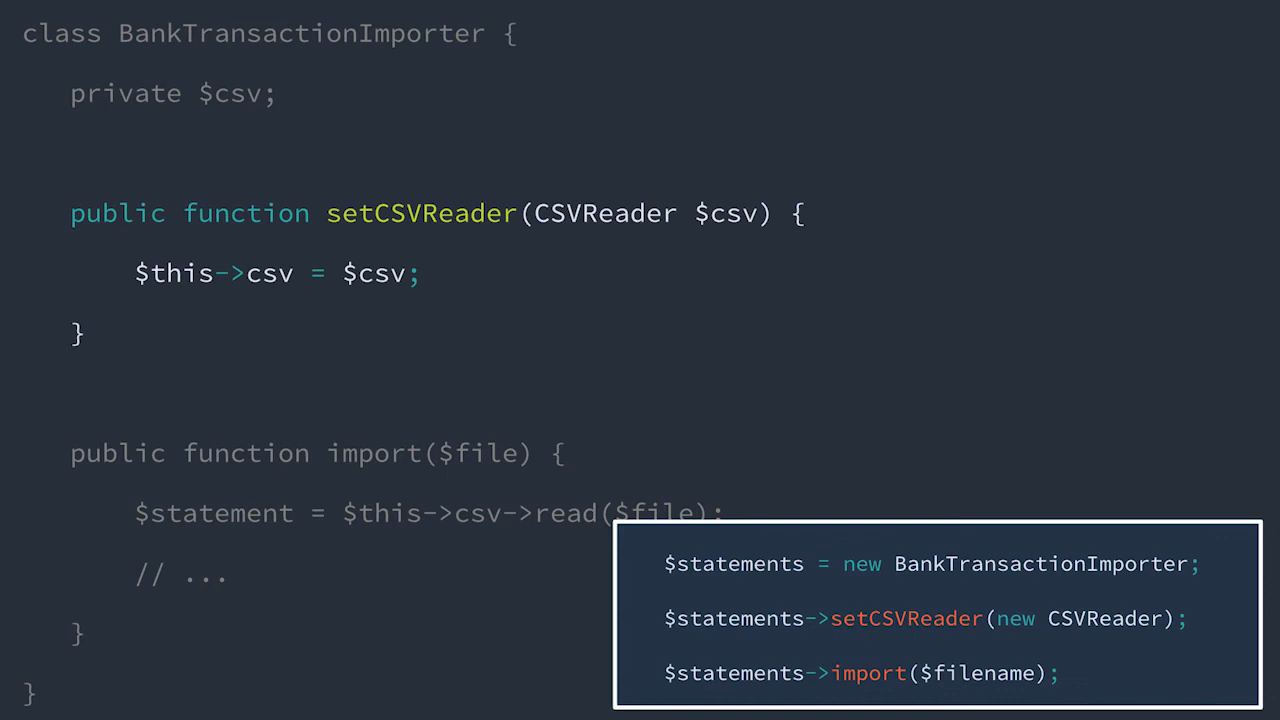 class BankTransactionImporter {
private $csv;
public function setCSVReader(CSVReader $csv) {
$this->csv = $csv;
}
public function import($file) {
$statement = $this->csv->read($file);
// ...
}
}
$statements = new BankTransactionImporter;
$statements->setCSVReader(new CSVReader);
$statements->import($filename);